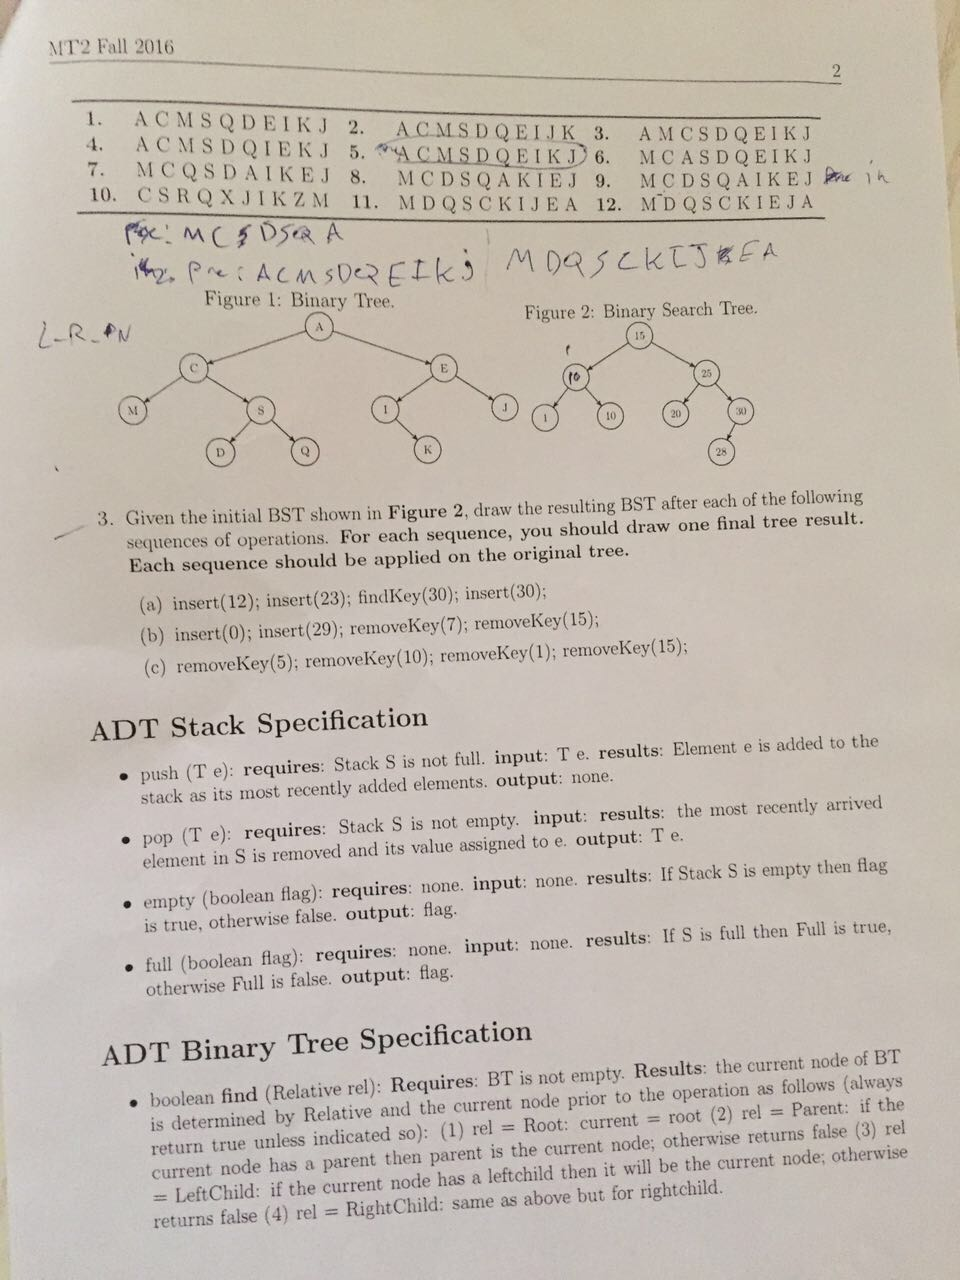 MT2 Fall 2016
2
1. A C M S Q D E I K J 2. A C M S D Q E I J K 3. A M C S D Q E I K J
4. A C M S D Q I E K J 5. A C M S D Q E I K J 6. M C A S D Q E I K J
7. M C Q S D A I K E J 8. M C D S Q A K I E J 9. M C D S Q A I K E J in
10. C S R Q X J I K Z M 11. M D Q S C K I J E A 12. M D Q S C K I E J A
M C S D S Q A
Pre: A C M S D Q E I K J M D Q S C K I J E A
Figure 1: Binary Tree.
Figure 2: Binary Search Tree.
L-R-N
A
15
C
E
10
25
M
S
I
J
1
10
20
30
D
Q
K
28
3. Given the initial BST shown in Figure 2, draw the resulting BST after each of the following
sequences of operations. For each sequence, you should draw one final tree result.
Each sequence should be applied on the original tree.
(a) insert(12); insert(23); findKey(30); insert(30);
(b) insert(0); insert(29); removeKey(7); removeKey(15);
(c) removeKey(5); removeKey(10); removeKey(1); removeKey(15);
ADT Stack Specification
• push (T e): requires: Stack S is not full. input: T e. results: Element e is added to the
stack as its most recently added elements. output: none.
• pop (T e): requires: Stack S is not empty. input: results: the most recently arrived
element in S is removed and its value assigned to e. output: T e.
• empty (boolean flag): requires: none. input: none. results: If Stack S is empty then flag
is true, otherwise false. output: flag.
• full (boolean flag): requires: none. input: none. results: If S is full then Full is true,
otherwise Full is false. output: flag.
ADT Binary Tree Specification
• boolean find (Relative rel): Requires: BT is not empty. Results: the current node of BT
is determined by Relative and the current node prior to the operation as follows (always
return true unless indicated so): (1) rel = Root: current = root (2) rel = Parent: if the
current node has a parent then parent is the current node; otherwise returns false (3) rel
= LeftChild: if the current node has a leftchild then it will be the current node; otherwise
returns false (4) rel = RightChild: same as above but for rightchild.